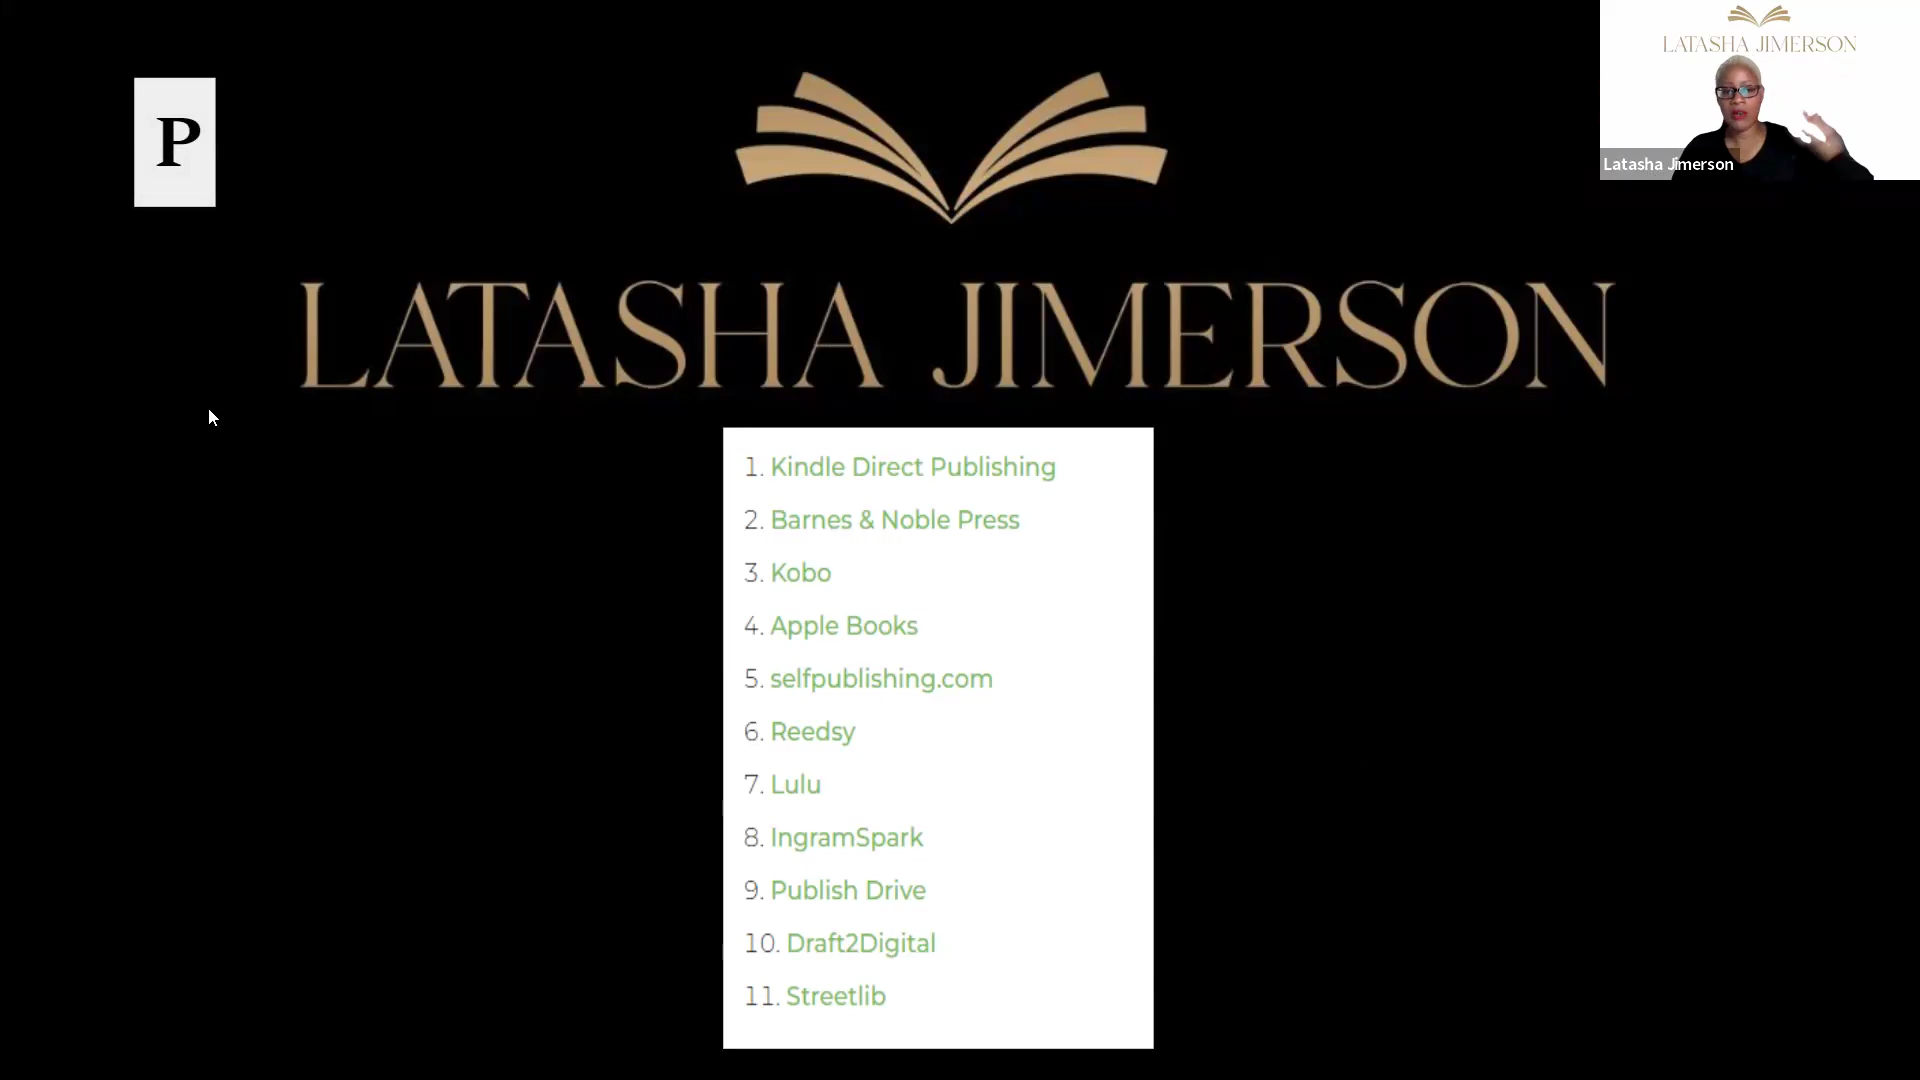 P
LATASHA JIMERSON
LATASHA JIMERSON
Latasha Jimerson
1. Kindle Direct Publishing
2. Barnes & Noble Press
3. Kobo
4. Apple Books
5. selfpublishing.com
6. Reedsy
7. Lulu
8. IngramSpark
9. Publish Drive
10. Draft2Digital
11. Streetlib